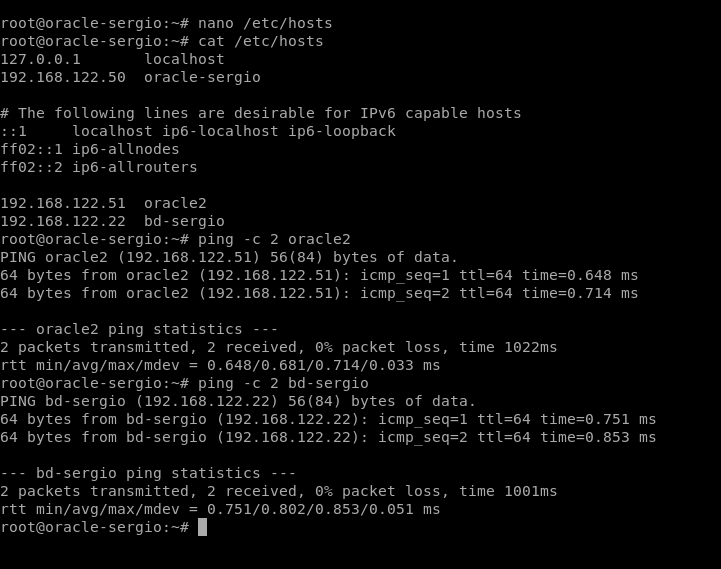 root@oracle-sergio:~# nano /etc/hosts
root@oracle-sergio:~# cat /etc/hosts
127.0.0.1       localhost
192.168.122.50  oracle-sergio

# The following lines are desirable for IPv6 capable hosts
::1     localhost ip6-localhost ip6-loopback
ff02::1 ip6-allnodes
ff02::2 ip6-allrouters

192.168.122.51  oracle2
192.168.122.22  bd-sergio
root@oracle-sergio:~# ping -c 2 oracle2
PING oracle2 (192.168.122.51) 56(84) bytes of data.
64 bytes from oracle2 (192.168.122.51): icmp_seq=1 ttl=64 time=0.648 ms
64 bytes from oracle2 (192.168.122.51): icmp_seq=2 ttl=64 time=0.714 ms

--- oracle2 ping statistics ---
2 packets transmitted, 2 received, 0% packet loss, time 1022ms
rtt min/avg/max/mdev = 0.648/0.681/0.714/0.033 ms
root@oracle-sergio:~# ping -c 2 bd-sergio
PING bd-sergio (192.168.122.22) 56(84) bytes of data.
64 bytes from bd-sergio (192.168.122.22): icmp_seq=1 ttl=64 time=0.751 ms
64 bytes from bd-sergio (192.168.122.22): icmp_seq=2 ttl=64 time=0.853 ms

--- bd-sergio ping statistics ---
2 packets transmitted, 2 received, 0% packet loss, time 1001ms
rtt min/avg/max/mdev = 0.751/0.802/0.853/0.051 ms
root@oracle-sergio:~#